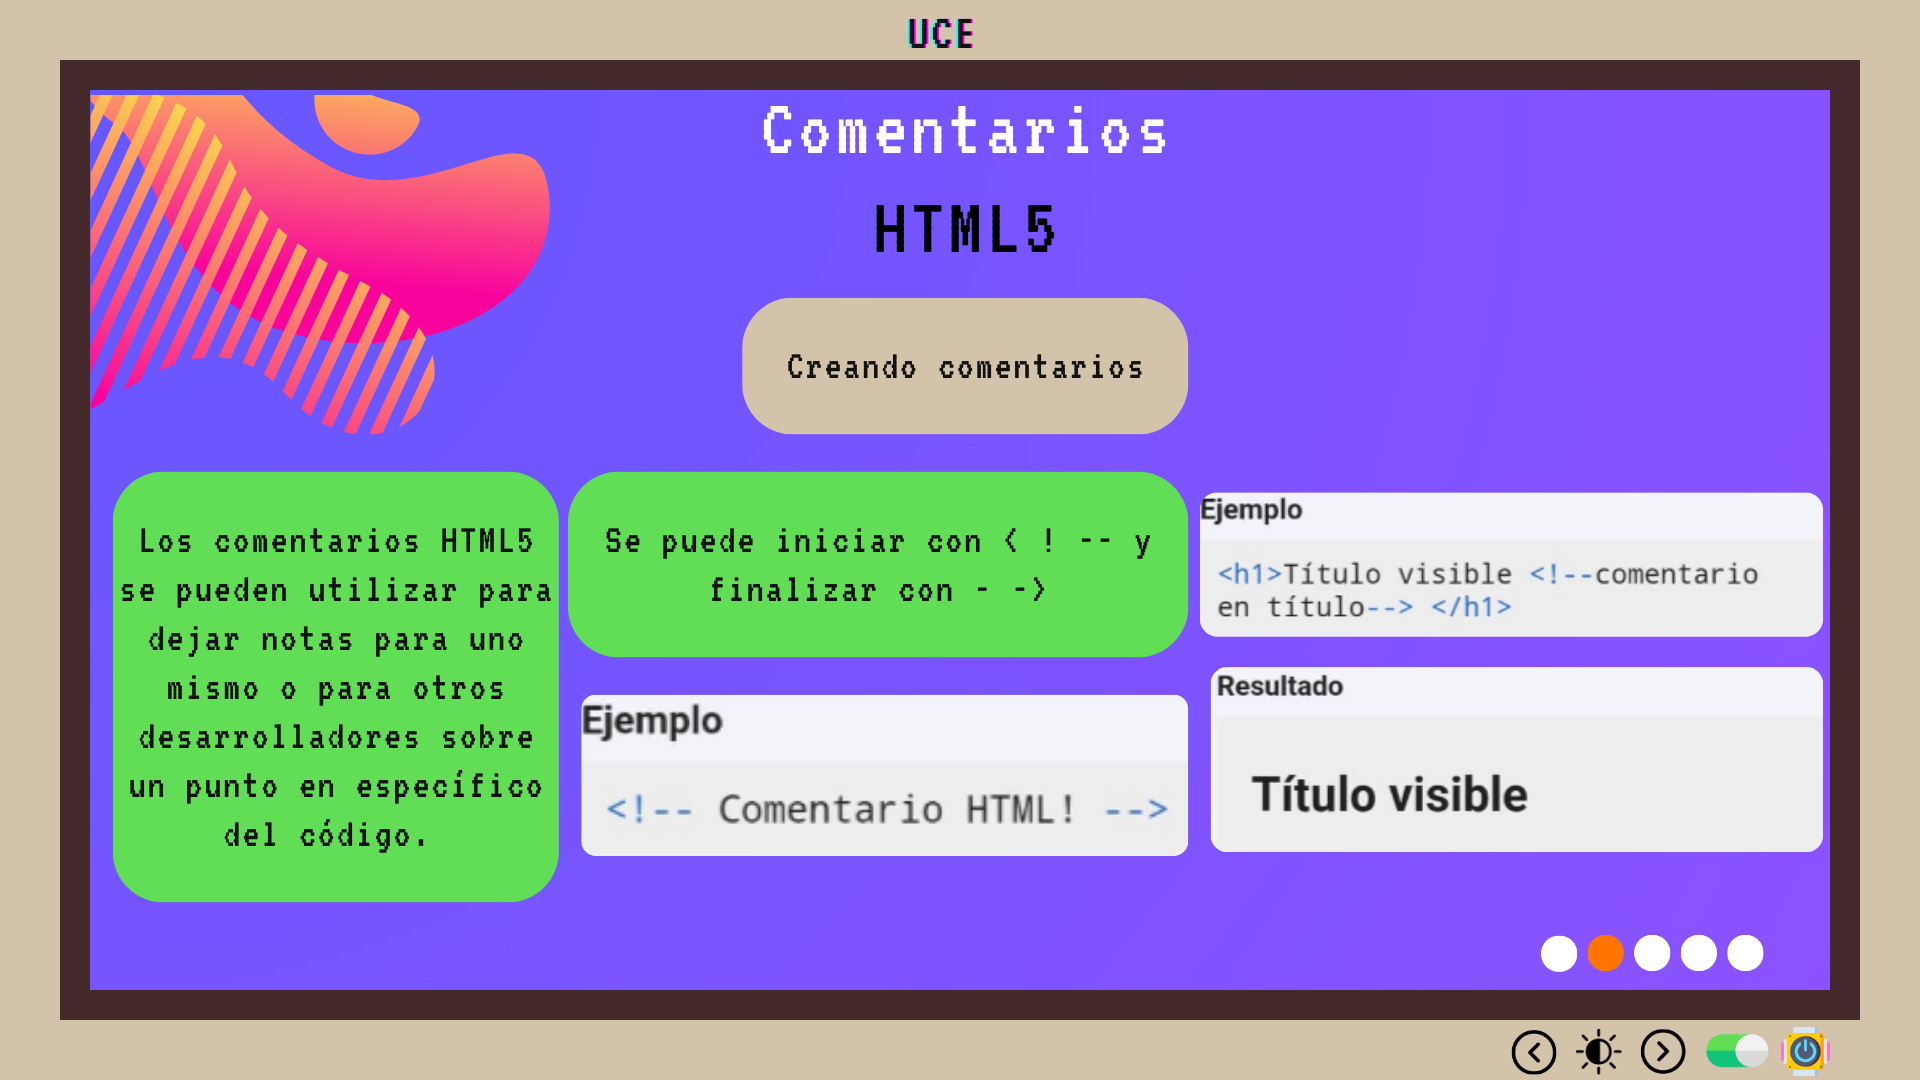 UCE
Comentarios
HTML5
Creando comentarios
Los comentarios HTML5
se pueden utilizar para
dejar notas para uno
mismo o para otros
desarrolladores sobre
un punto en específico
del código.
Se puede iniciar con < ! -- y
finalizar con - ->
Ejemplo
<!-- Comentario HTML! -->
Ejemplo
<h1>Título visible <!--comentario
en título--> </h1>
Resultado
Título visible